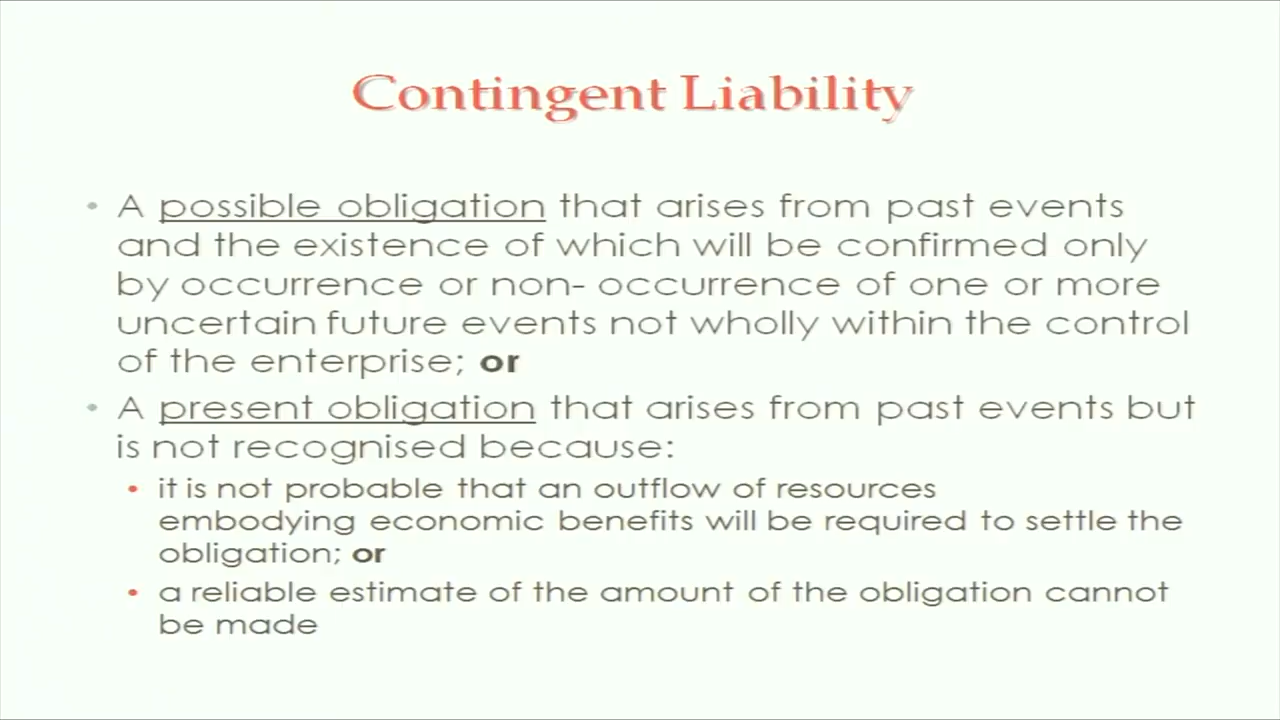 Contingent Liability
• A possible obligation that arises from past events
and the existence of which will be confirmed only
by occurrence or non- occurrence of one or more
uncertain future events not wholly within the control
of the enterprise; or
• A present obligation that arises from past events but
is not recognised because:
• it is not probable that an outflow of resources
embodying economic benefits will be required to settle the
obligation; or
• a reliable estimate of the amount of the obligation cannot
be made